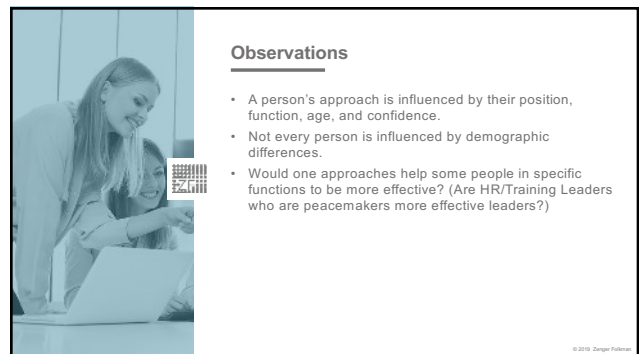 Observations
• A person's approach is influenced by their position,
function, age, and confidence.
• Not every person is influenced by demographic
differences.
• Would one approaches help some people in specific
functions to be more effective? (Are HR/Training Leaders
who are peacemakers more effective leaders?)
© 2019 Zenger Folkman